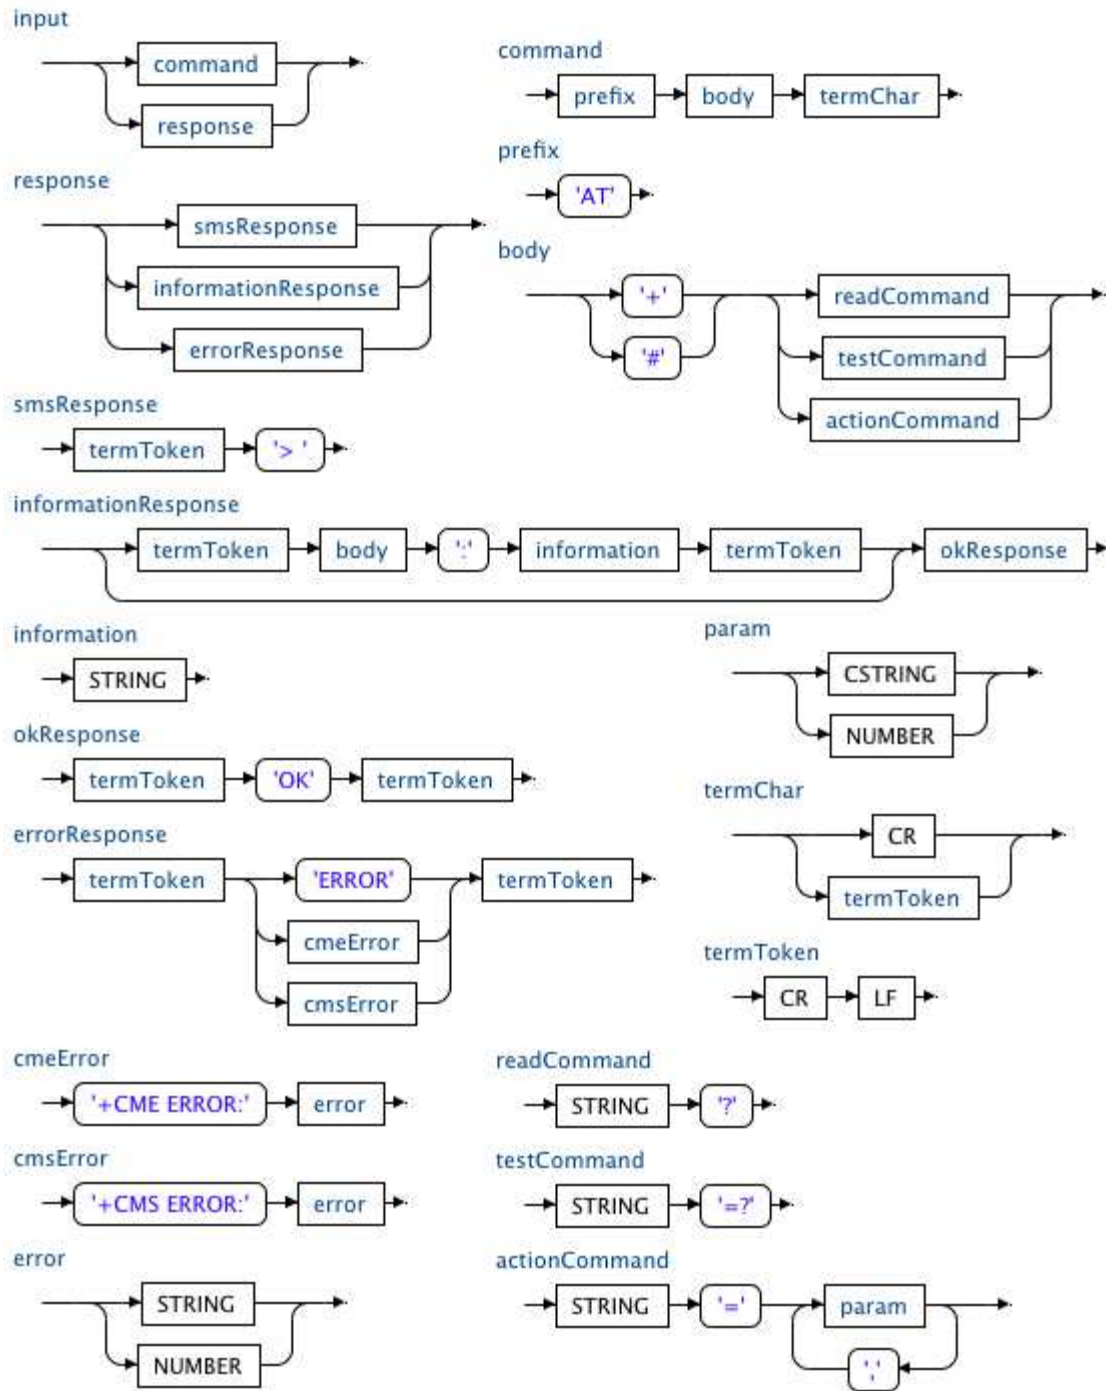 input
command
response
command
prefix body termChar
prefix
'AT'
response
smsResponse
informationResponse
errorResponse
body
'+' readCommand
'#' testCommand
actionCommand
smsResponse
termToken '> '
informationResponse
termToken body ':' information termToken okResponse
information
STRING
param
CSTRING
NUMBER
okResponse
termToken 'OK' termToken
termChar
CR
termToken
errorResponse
termToken 'ERROR' termToken
cmeError
cmsError
termToken
CR LF
cmeError
'+CME ERROR:' error
readCommand
STRING '?'
cmsError
'+CMS ERROR:' error
testCommand
STRING '=?'
error
STRING
NUMBER
actionCommand
STRING '=' param
','